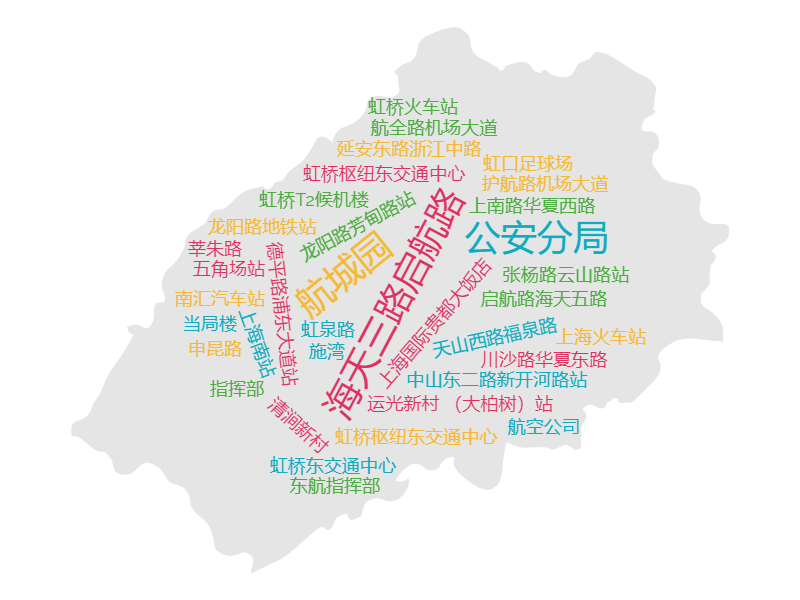 虹桥火车站
航全路机场大道
延安东路浙江中路
虹口足球场
虹桥枢纽东交通中心
护航路机场大道
虹桥T2候机楼
上南路华夏西路
龙阳路芳甸路站
龙阳路地铁站
海天三路启航路
公安分局
莘朱路
航城园
五角场站
德平路浦东大道站
张杨路云山路站
上海国际贵都大饭店
南汇汽车站
启航路海天五路
当局楼
上海南站
虹泉路
天山西路福泉路
上海火车站
申昆路
施湾
川沙路华夏东路
指挥部
中山东二路新开河路站
运光新村（大柏树）站
清涧新村
航空公司
虹桥枢纽东交通中心
虹桥东交通中心
东航指挥部